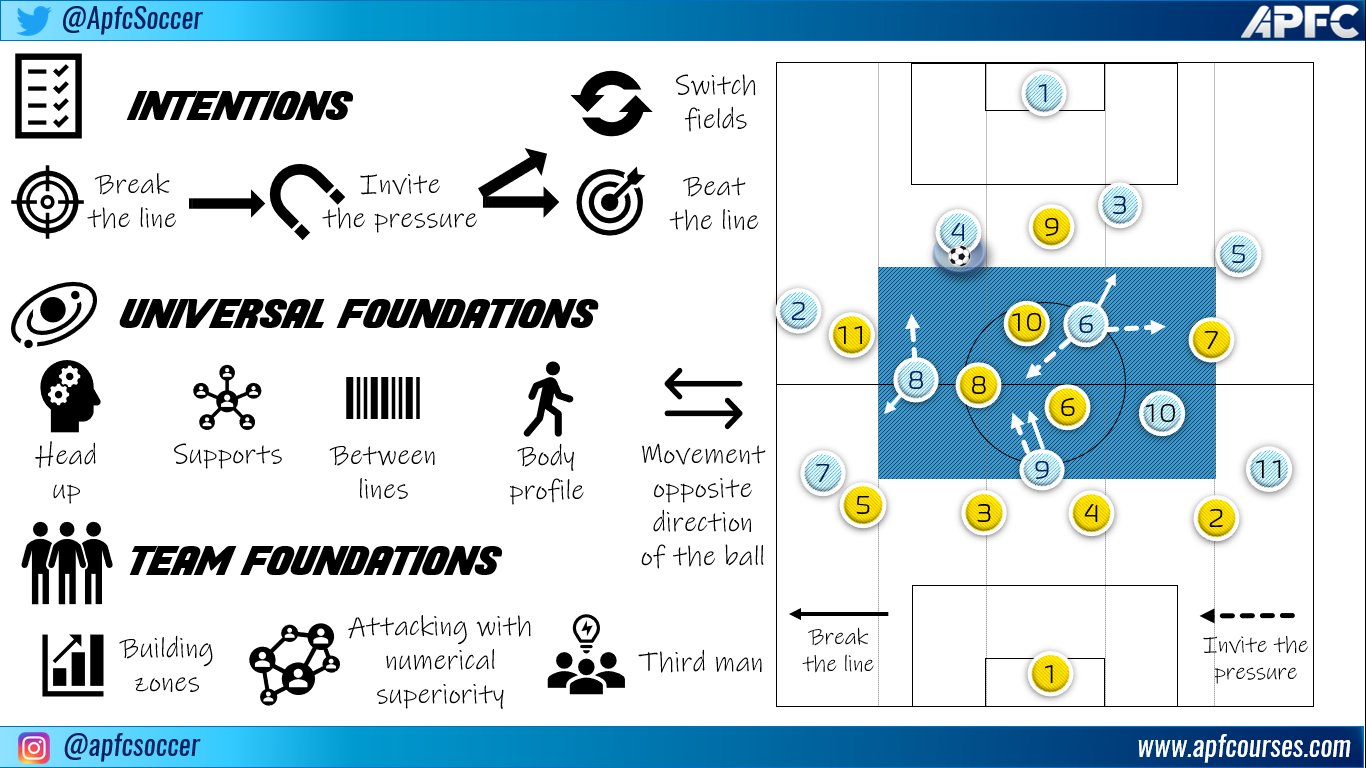 @ApfcSoccer
APFC
INTENTIONS
Switch
fields
Break
the line
Invite
the pressure
Beat
the line
UNIVERSAL FOUNDATIONS
Head
up
Supports
Between
lines
Body
profile
Movement
opposite
direction
of the ball
TEAM FOUNDATIONS
Building
zones
Attacking with
numerical
superiority
Third man
1
3
4
9
5
2
11
10
6
7
8
8
6
10
9
7
11
5
3
4
2
Break
the line
Invite the
pressure
1
@apfcsoccer
www.apfcourses.com